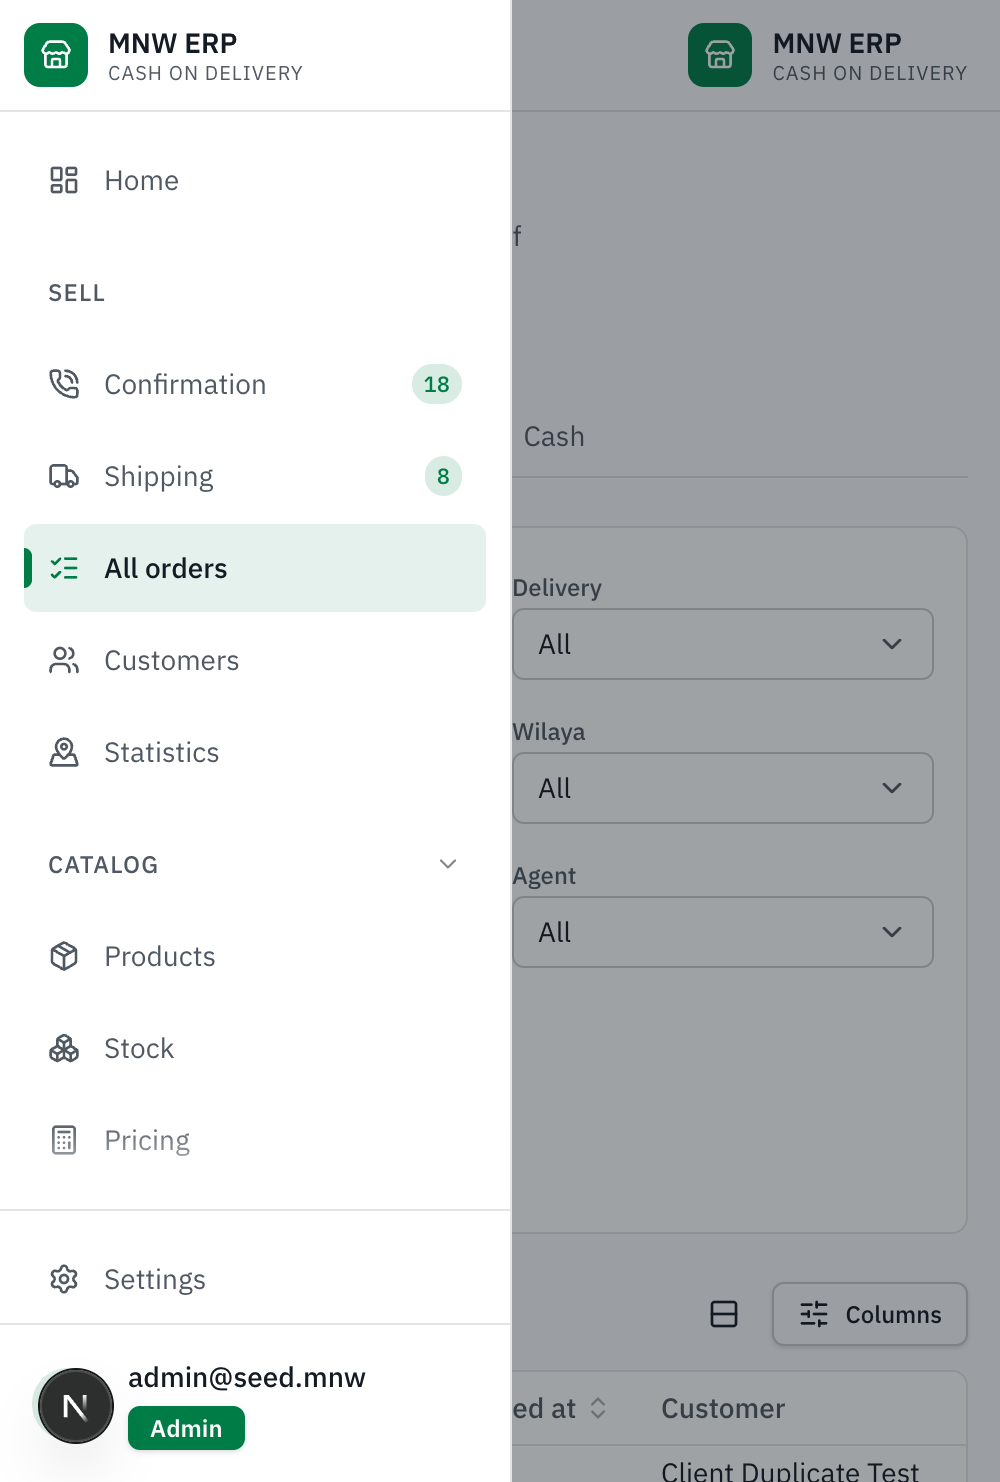 MNW ERP
CASH ON DELIVERY
Home
SELL
Confirmation 18
Shipping 8
All orders
Customers
Statistics
CATALOG
Products
Stock
Pricing
Settings
N
admin@seed.mnw
Admin
MNW ERP
CASH ON DELIVERY
f
Cash
Delivery
All
Wilaya
All
Agent
All
Columns
ed at Customer
Client Duplicate Test